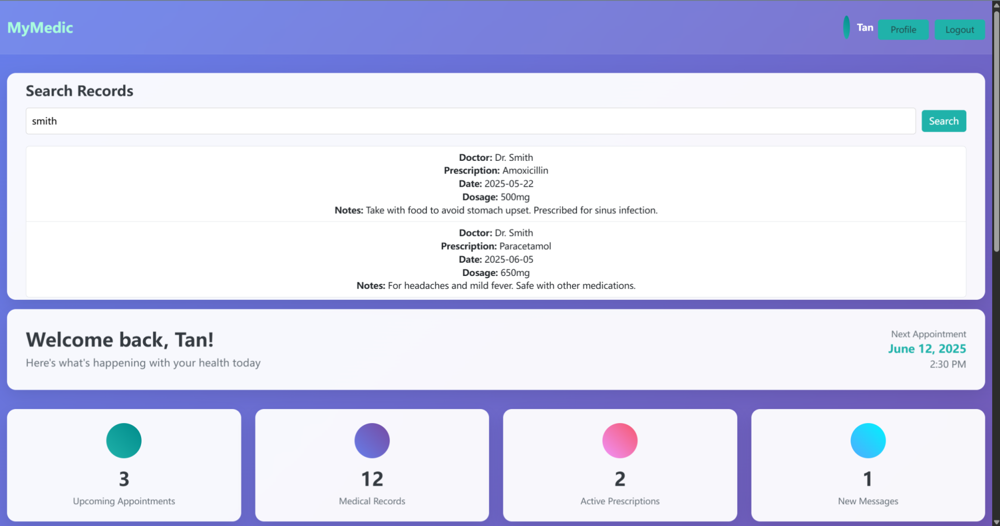 MyMedic
Tan
Profile
Logout
Search Records
smith
Search
Doctor: Dr. Smith
Prescription: Amoxicillin
Date: 2025-05-22
Dosage: 500mg
Notes: Take with food to avoid stomach upset. Prescribed for sinus infection.
Doctor: Dr. Smith
Prescription: Paracetamol
Date: 2025-06-05
Dosage: 650mg
Notes: For headaches and mild fever. Safe with other medications.
Welcome back, Tan!
Here's what's happening with your health today
Next Appointment
June 12, 2025
2:30 PM
3
Upcoming Appointments
12
Medical Records
2
Active Prescriptions
1
New Messages